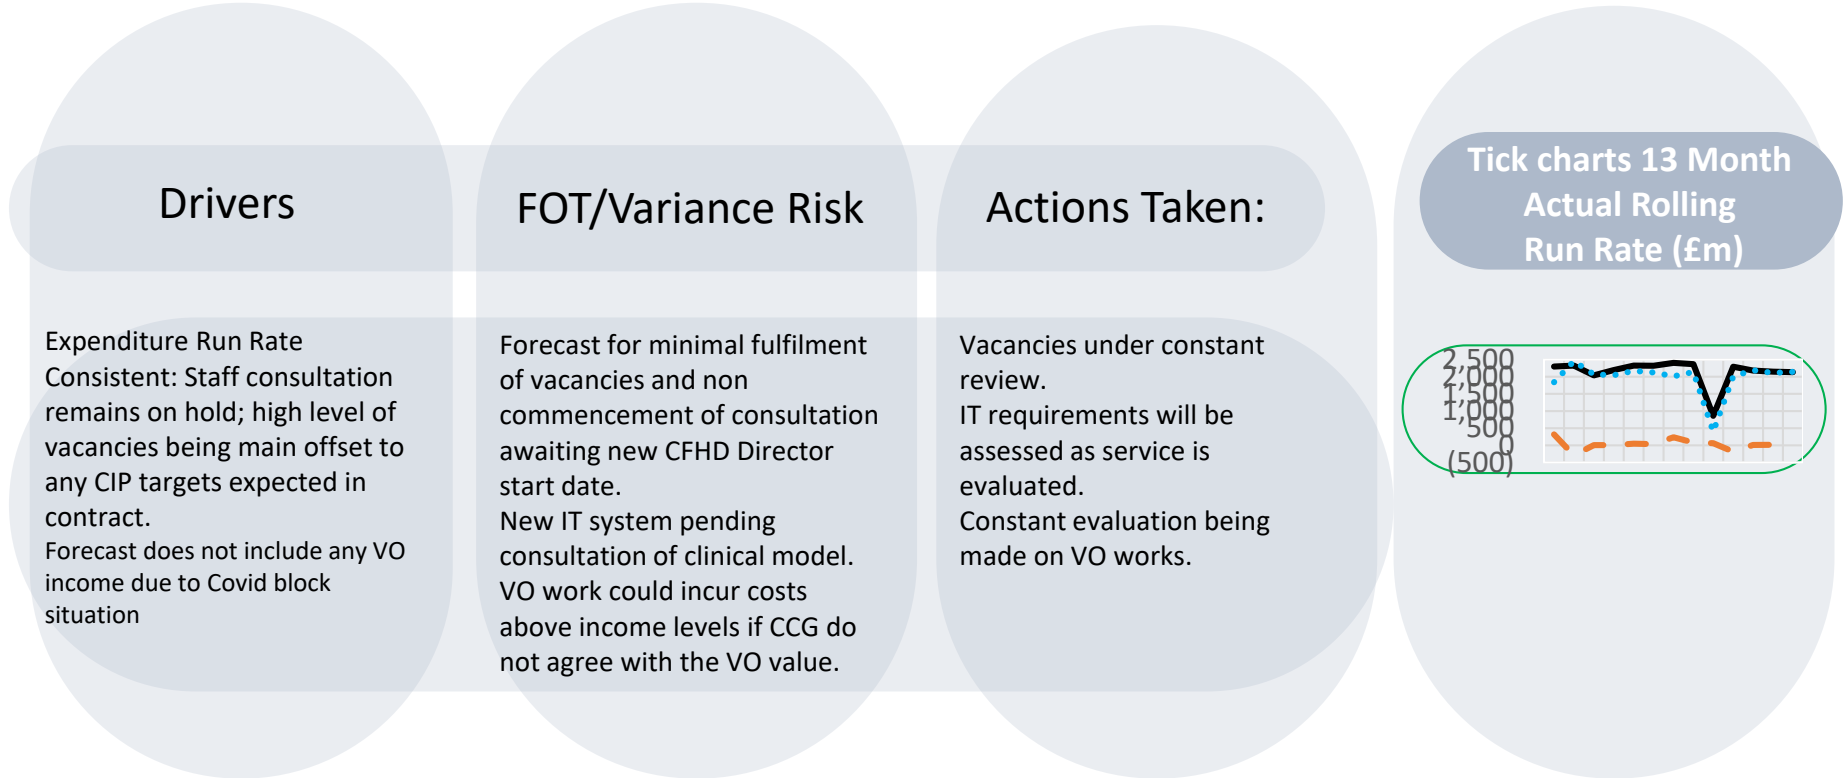 Drivers
FOT/Variance Risk
Actions Taken:
Tick charts 13 Month
Actual Rolling
Run Rate (£m)
Expenditure Run Rate
Consistent: Staff consultation
remains on hold; high level of
vacancies being main offset to
any CIP targets expected in
contract.
Forecast does not include any VO
income due to Covid block
situation
Forecast for minimal fulfilment
of vacancies and non
commencement of consultation
awaiting new CFHD Director
start date.
New IT system pending
consultation of clinical model.
VO work could incur costs
above income levels if CCG do
not agree with the VO value.
Vacancies under constant
review.
IT requirements will be
assessed as service is
evaluated.
Constant evaluation being
made on VO works.
2,500
2,000
1,500
1,000
500
0
(500)